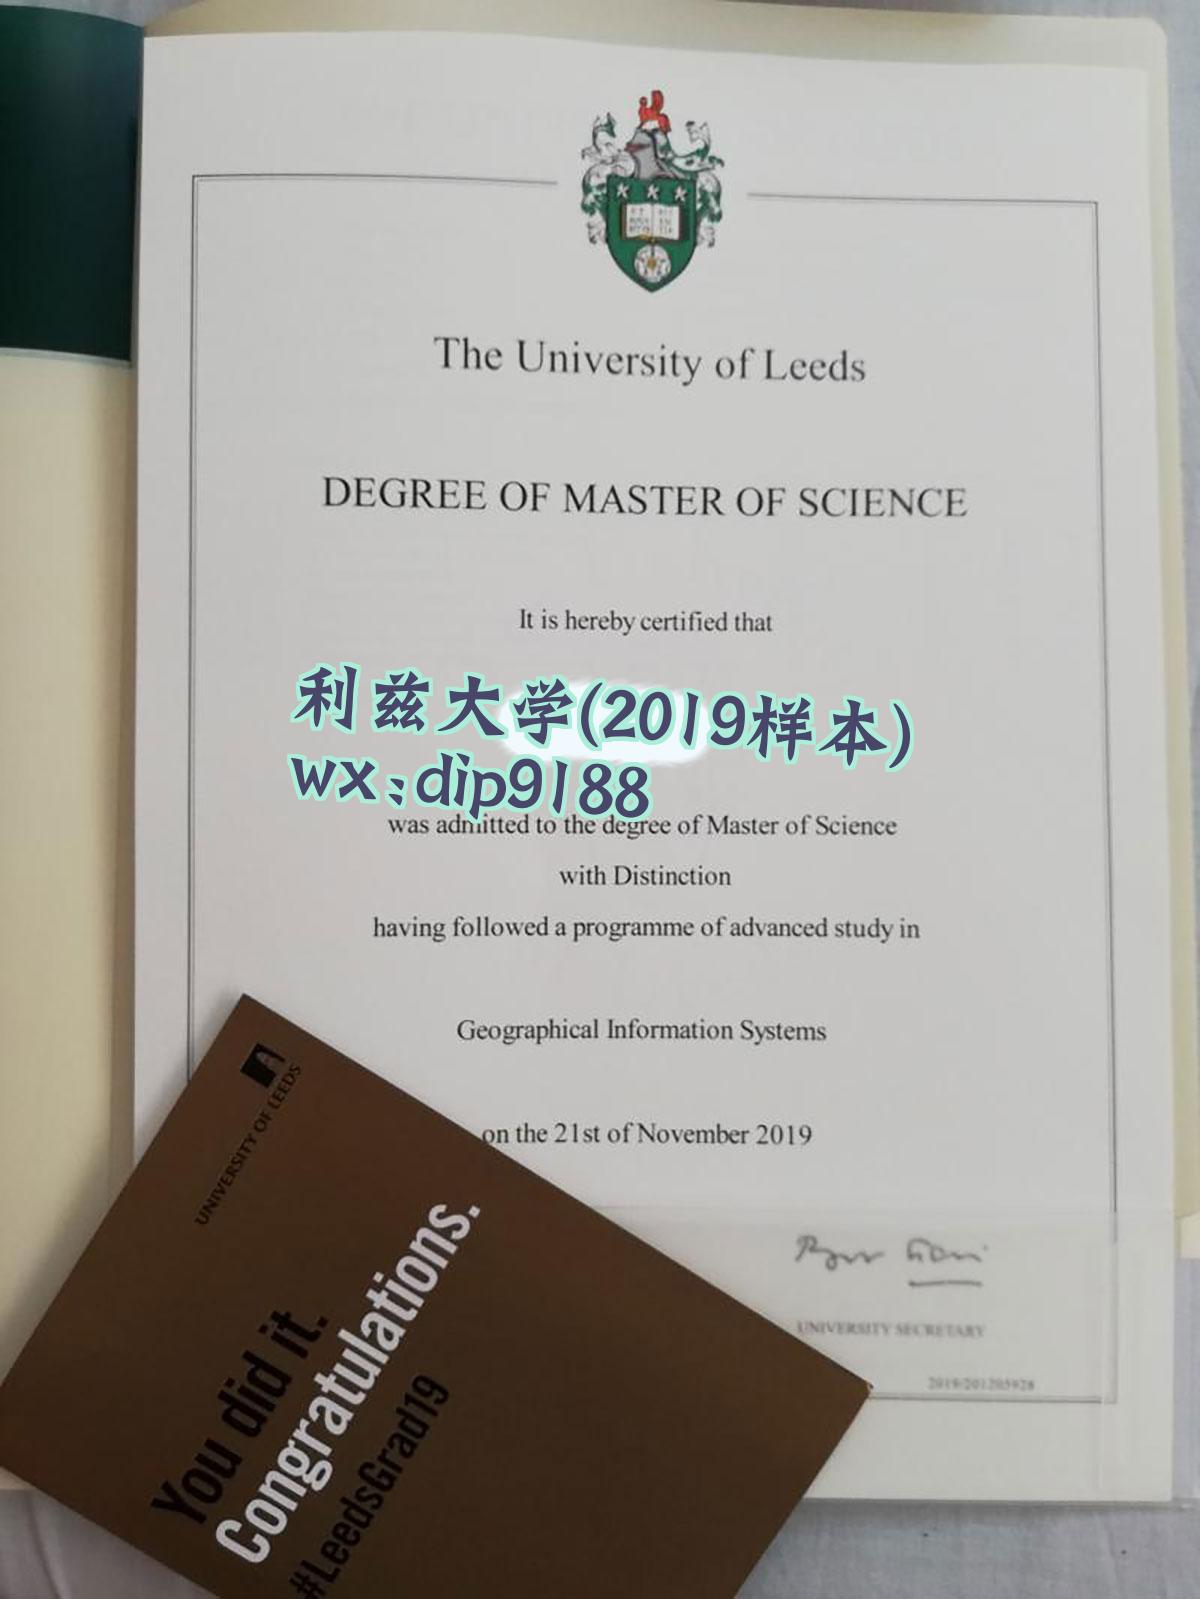 The University of Leeds
DEGREE OF MASTER OF SCIENCE
It is hereby certified that
利兹大学(2019样本)
wx:dip9188
was admitted to the degree of Master of Science
with Distinction
having followed a programme of advanced study in
Geographical Information Systems
on the 21st of November 2019
UNIVERSITY SECRETARY
2019/201205928
UNIVERSITY OF LEEDS
You did it.
Congratulations.
#LeedsGrad19